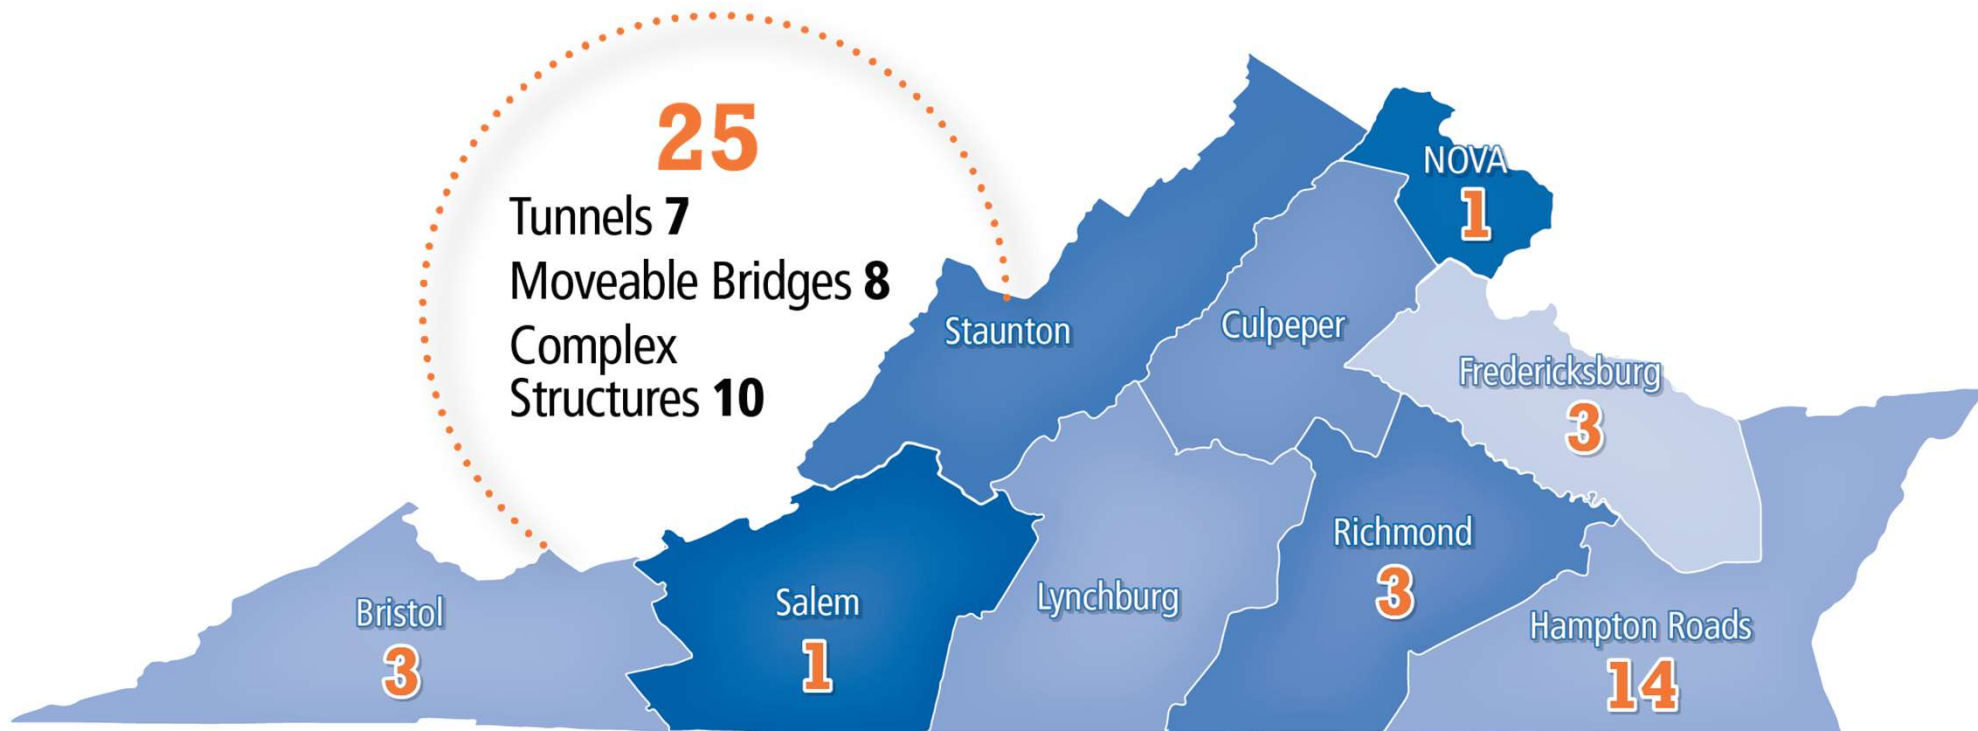 25
Tunnels 7
Moveable Bridges 8
Complex
Structures 10
NOVA
1
Staunton
Culpeper
Fredericksburg
3
Richmond
3
Bristol
3
Salem
1
Lynchburg
Hampton Roads
14